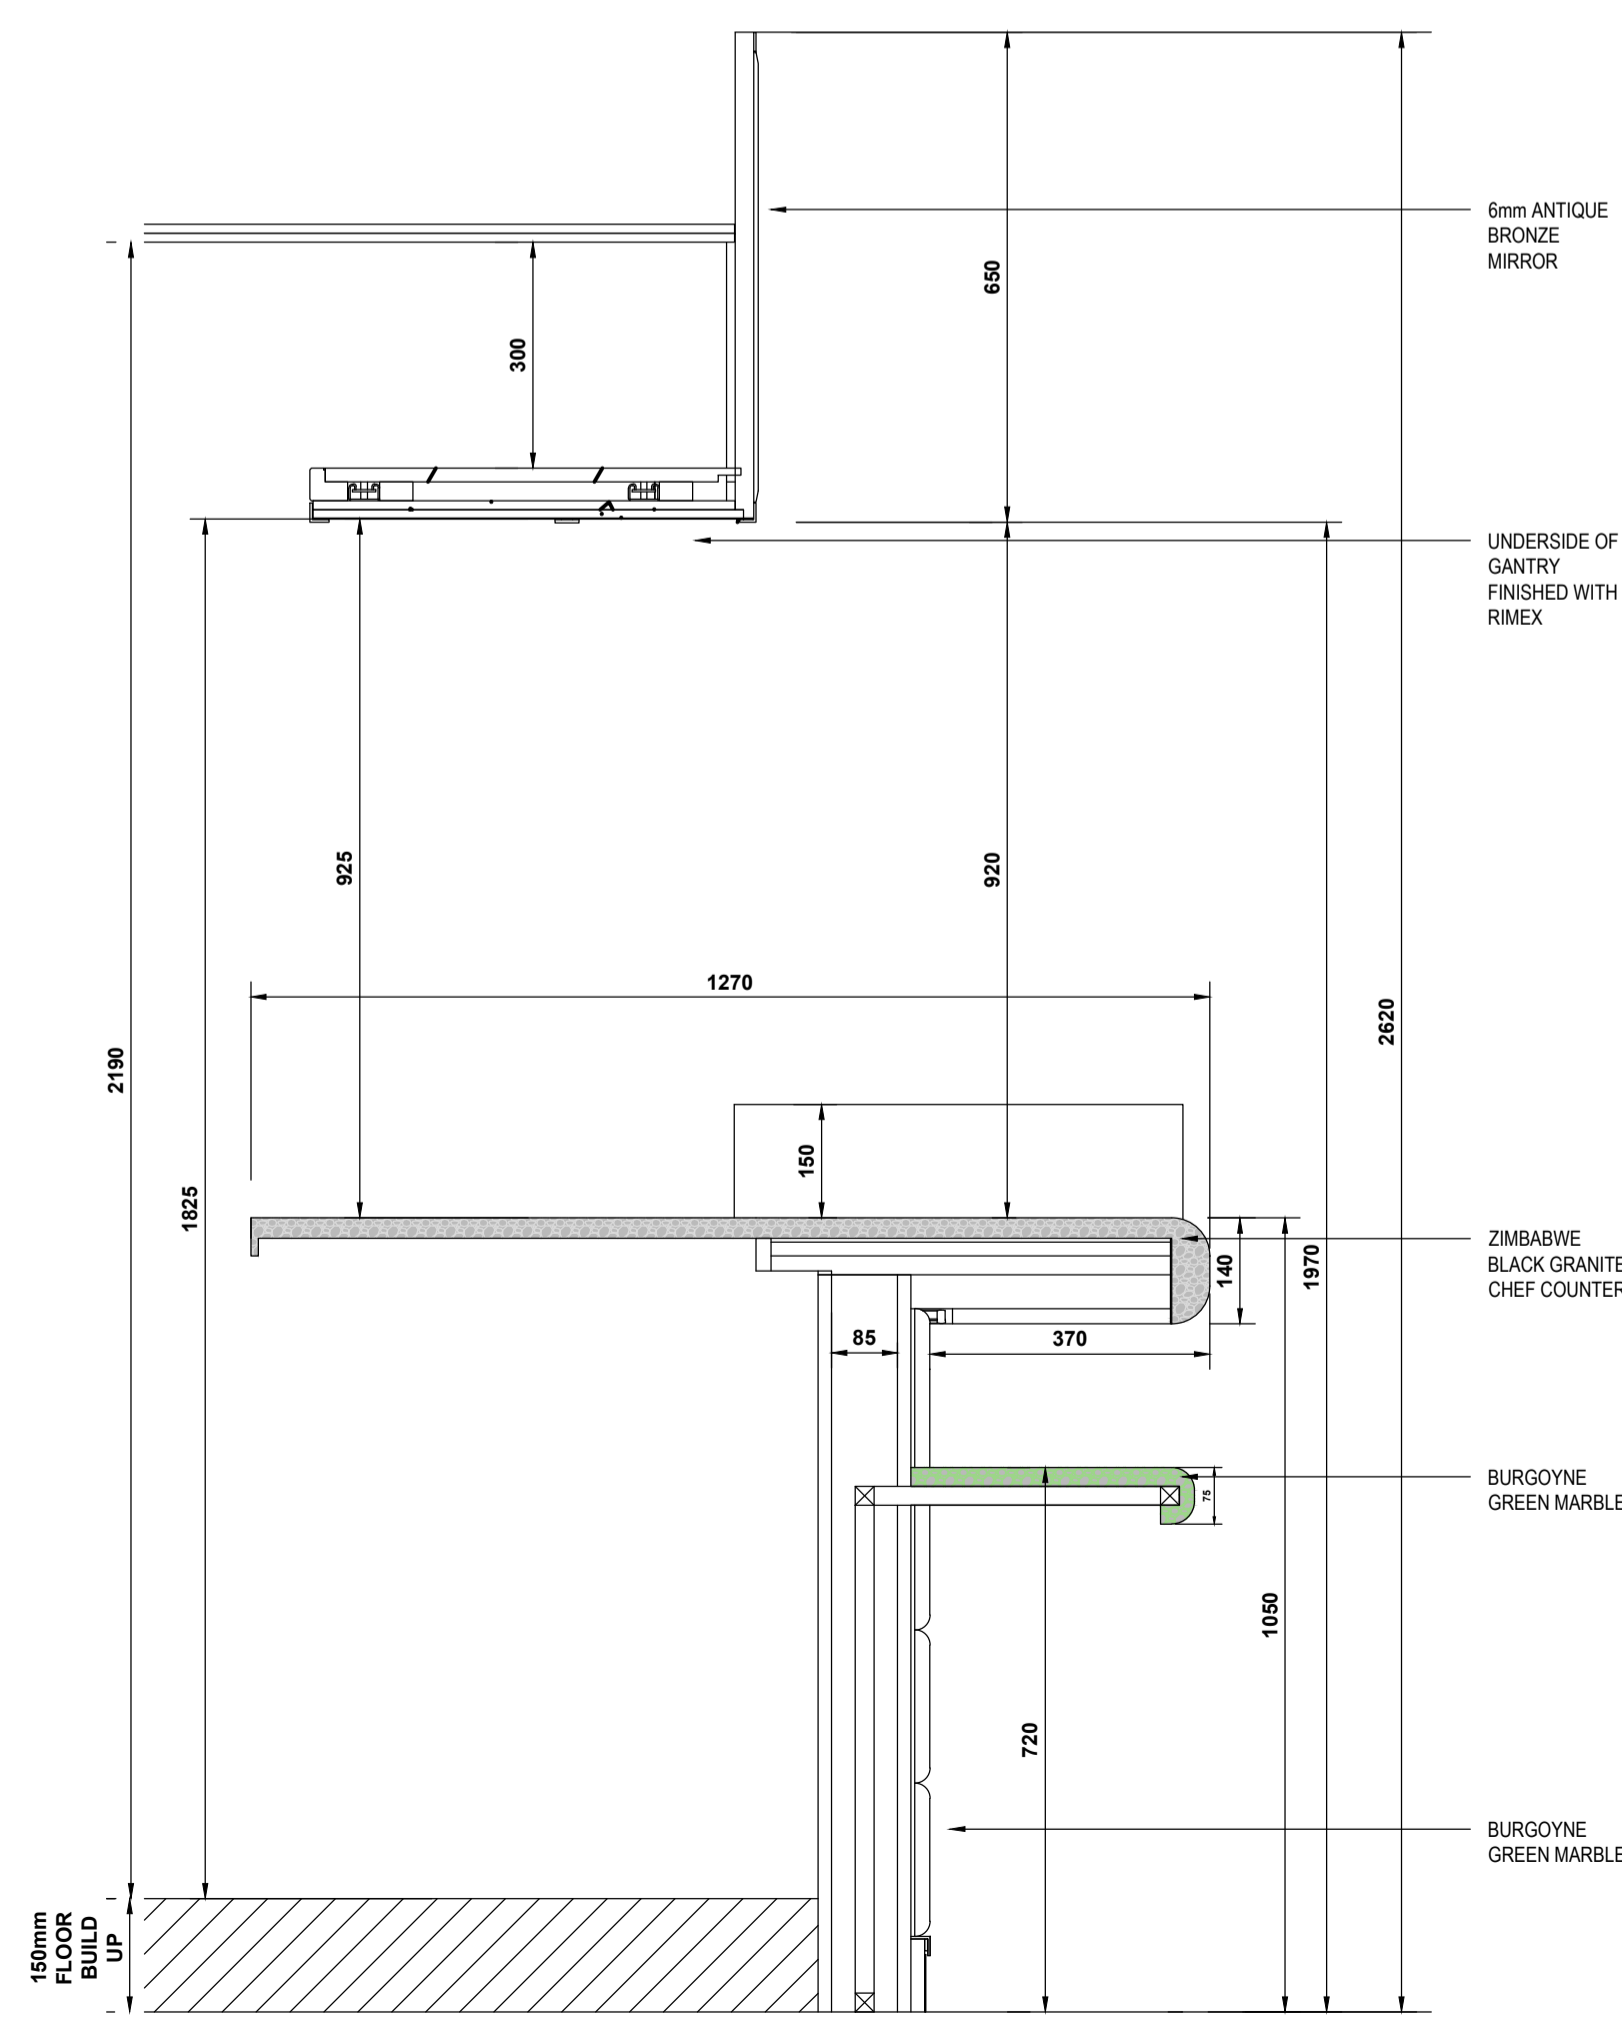 6mm ANTIQUE
BRONZE
MIRROR
650
300
UNDERSIDE OF
GANTRY
FINISHED WITH
RIMEX
925
920
1270
2620
2190
150
1825
ZIMBABWE
BLACK GRANITE
CHEF COUNTER
140
1970
85
370
BURGOYNE
GREEN MARBLE
75
1050
720
BURGOYNE
GREEN MARBLE
150mm
FLOOR
BUILD
UP